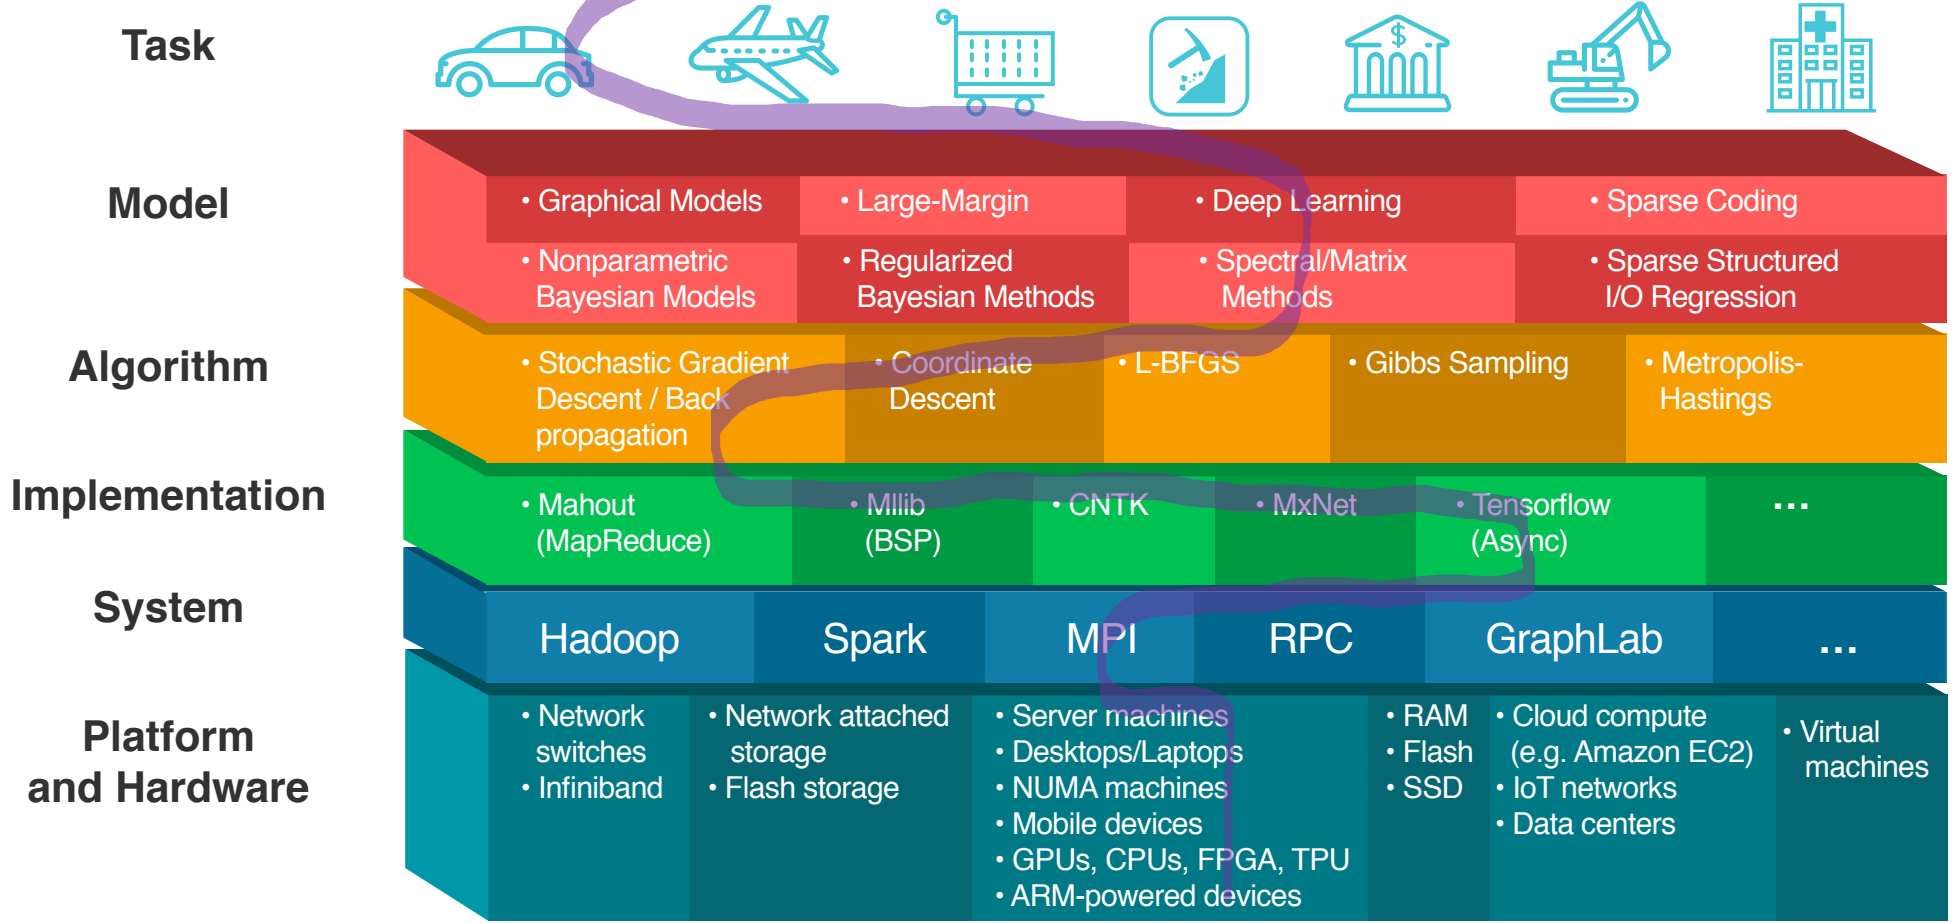 Task
$
Model
• Graphical Models
• Large-Margin
• Deep Learning
• Sparse Coding
• Nonparametric
Bayesian Models
• Regularized
Bayesian Methods
• Spectral/Matrix
Methods
• Sparse Structured
I/O Regression
Algorithm
• Stochastic Gradient
Descent / Back
propagation
• Coordinate
Descent
• L-BFGS
• Gibbs Sampling
• Metropolis-
Hastings
Implementation
• Mahout
(MapReduce)
• Mllib
(BSP)
• CNTK
• MxNet
• Tensorflow
(Async)
...
System
Hadoop
Spark
MPI
RPC
GraphLab
...
Platform
and Hardware
• Network
switches
• Infiniband
• Network attached
storage
• Flash storage
• Server machines
• Desktops/Laptops
• NUMA machines
• Mobile devices
• GPUs, CPUs, FPGA, TPU
• ARM-powered devices
• RAM
• Flash
• SSD
• Cloud compute
(e.g. Amazon EC2)
• IoT networks
• Data centers
• Virtual
machines